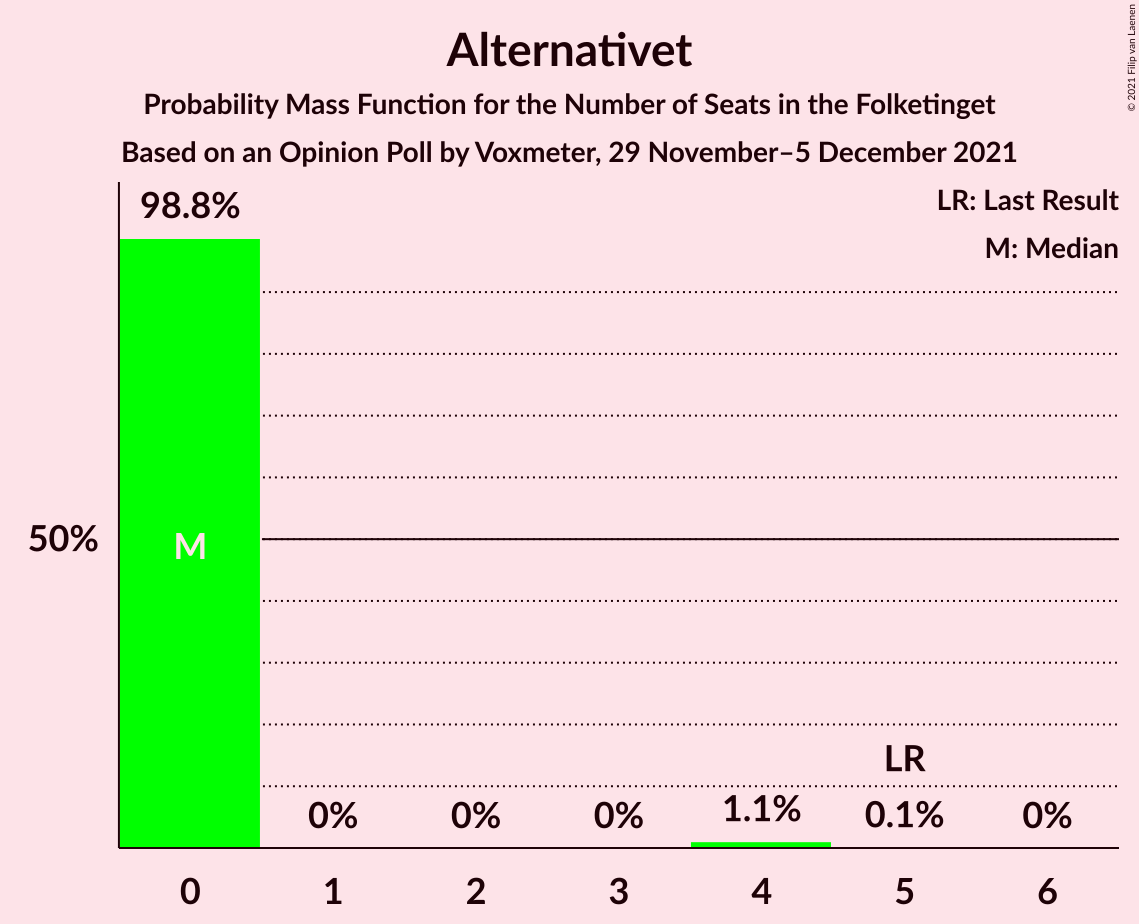 Alternativet
Probability Mass Function for the Number of Seats in the Folketinget
Based on an Opinion Poll by Voxmeter, 29 November–5 December 2021
© 2021 Filip van Laenen
98.8%
LR: Last Result
M: Median
50%
M
LR
0% 0% 0% 1.1% 0.1% 0%
0 1 2 3 4 5 6